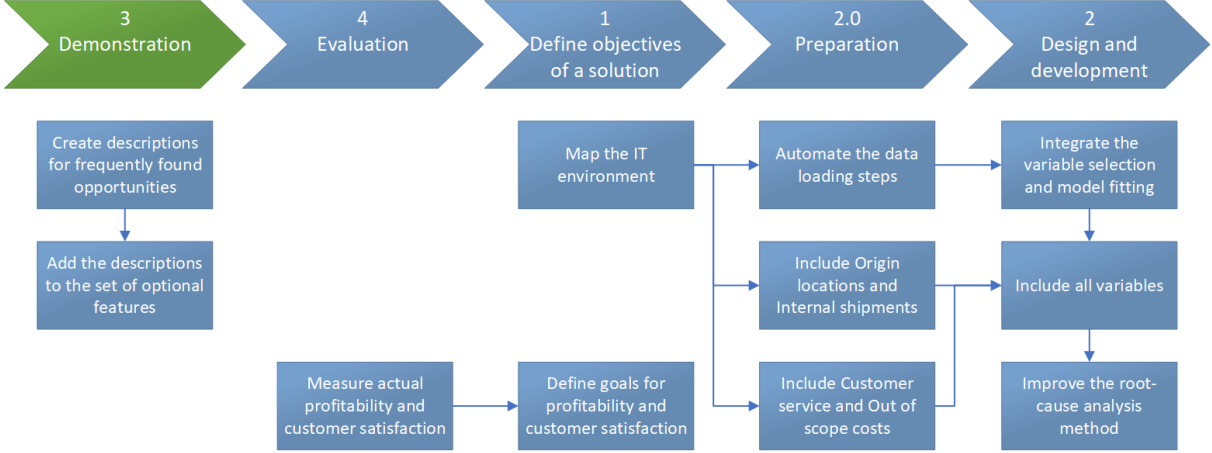 3
Demonstration
4
Evaluation
1
Define objectives
of a solution
2.0
Preparation
2
Design and
development
Create descriptions
for frequently found
opportunities
Map the IT
environment
Automate the data
loading steps
Integrate the
variable selection
and model fitting
Add the descriptions
to the set of optional
features
Include Origin
locations and
Internal shipments
Include all variables
Measure actual
profitability and
customer satisfaction
Define goals for
profitability and
customer satisfaction
Include Customer
service and Out of
scope costs
Improve the root-
cause analysis
method